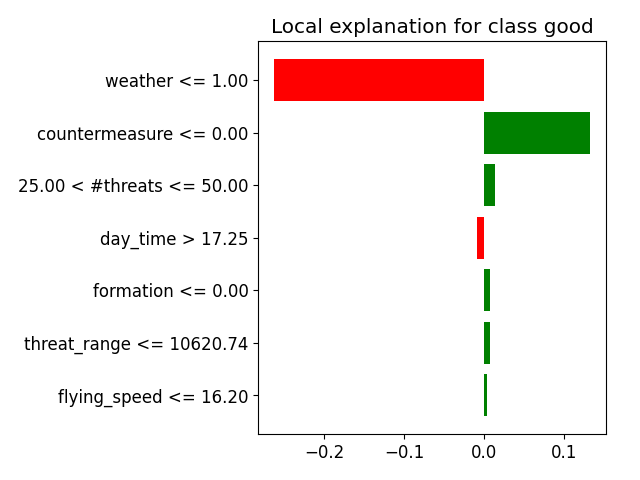 Local explanation for class good
weather <= 1.00
countermeasure <= 0.00
25.00 < #threats <= 50.00
day_time > 17.25
formation <= 0.00
threat_range <= 10620.74
flying_speed <= 16.20
−0.2 −0.1 0.0 0.1